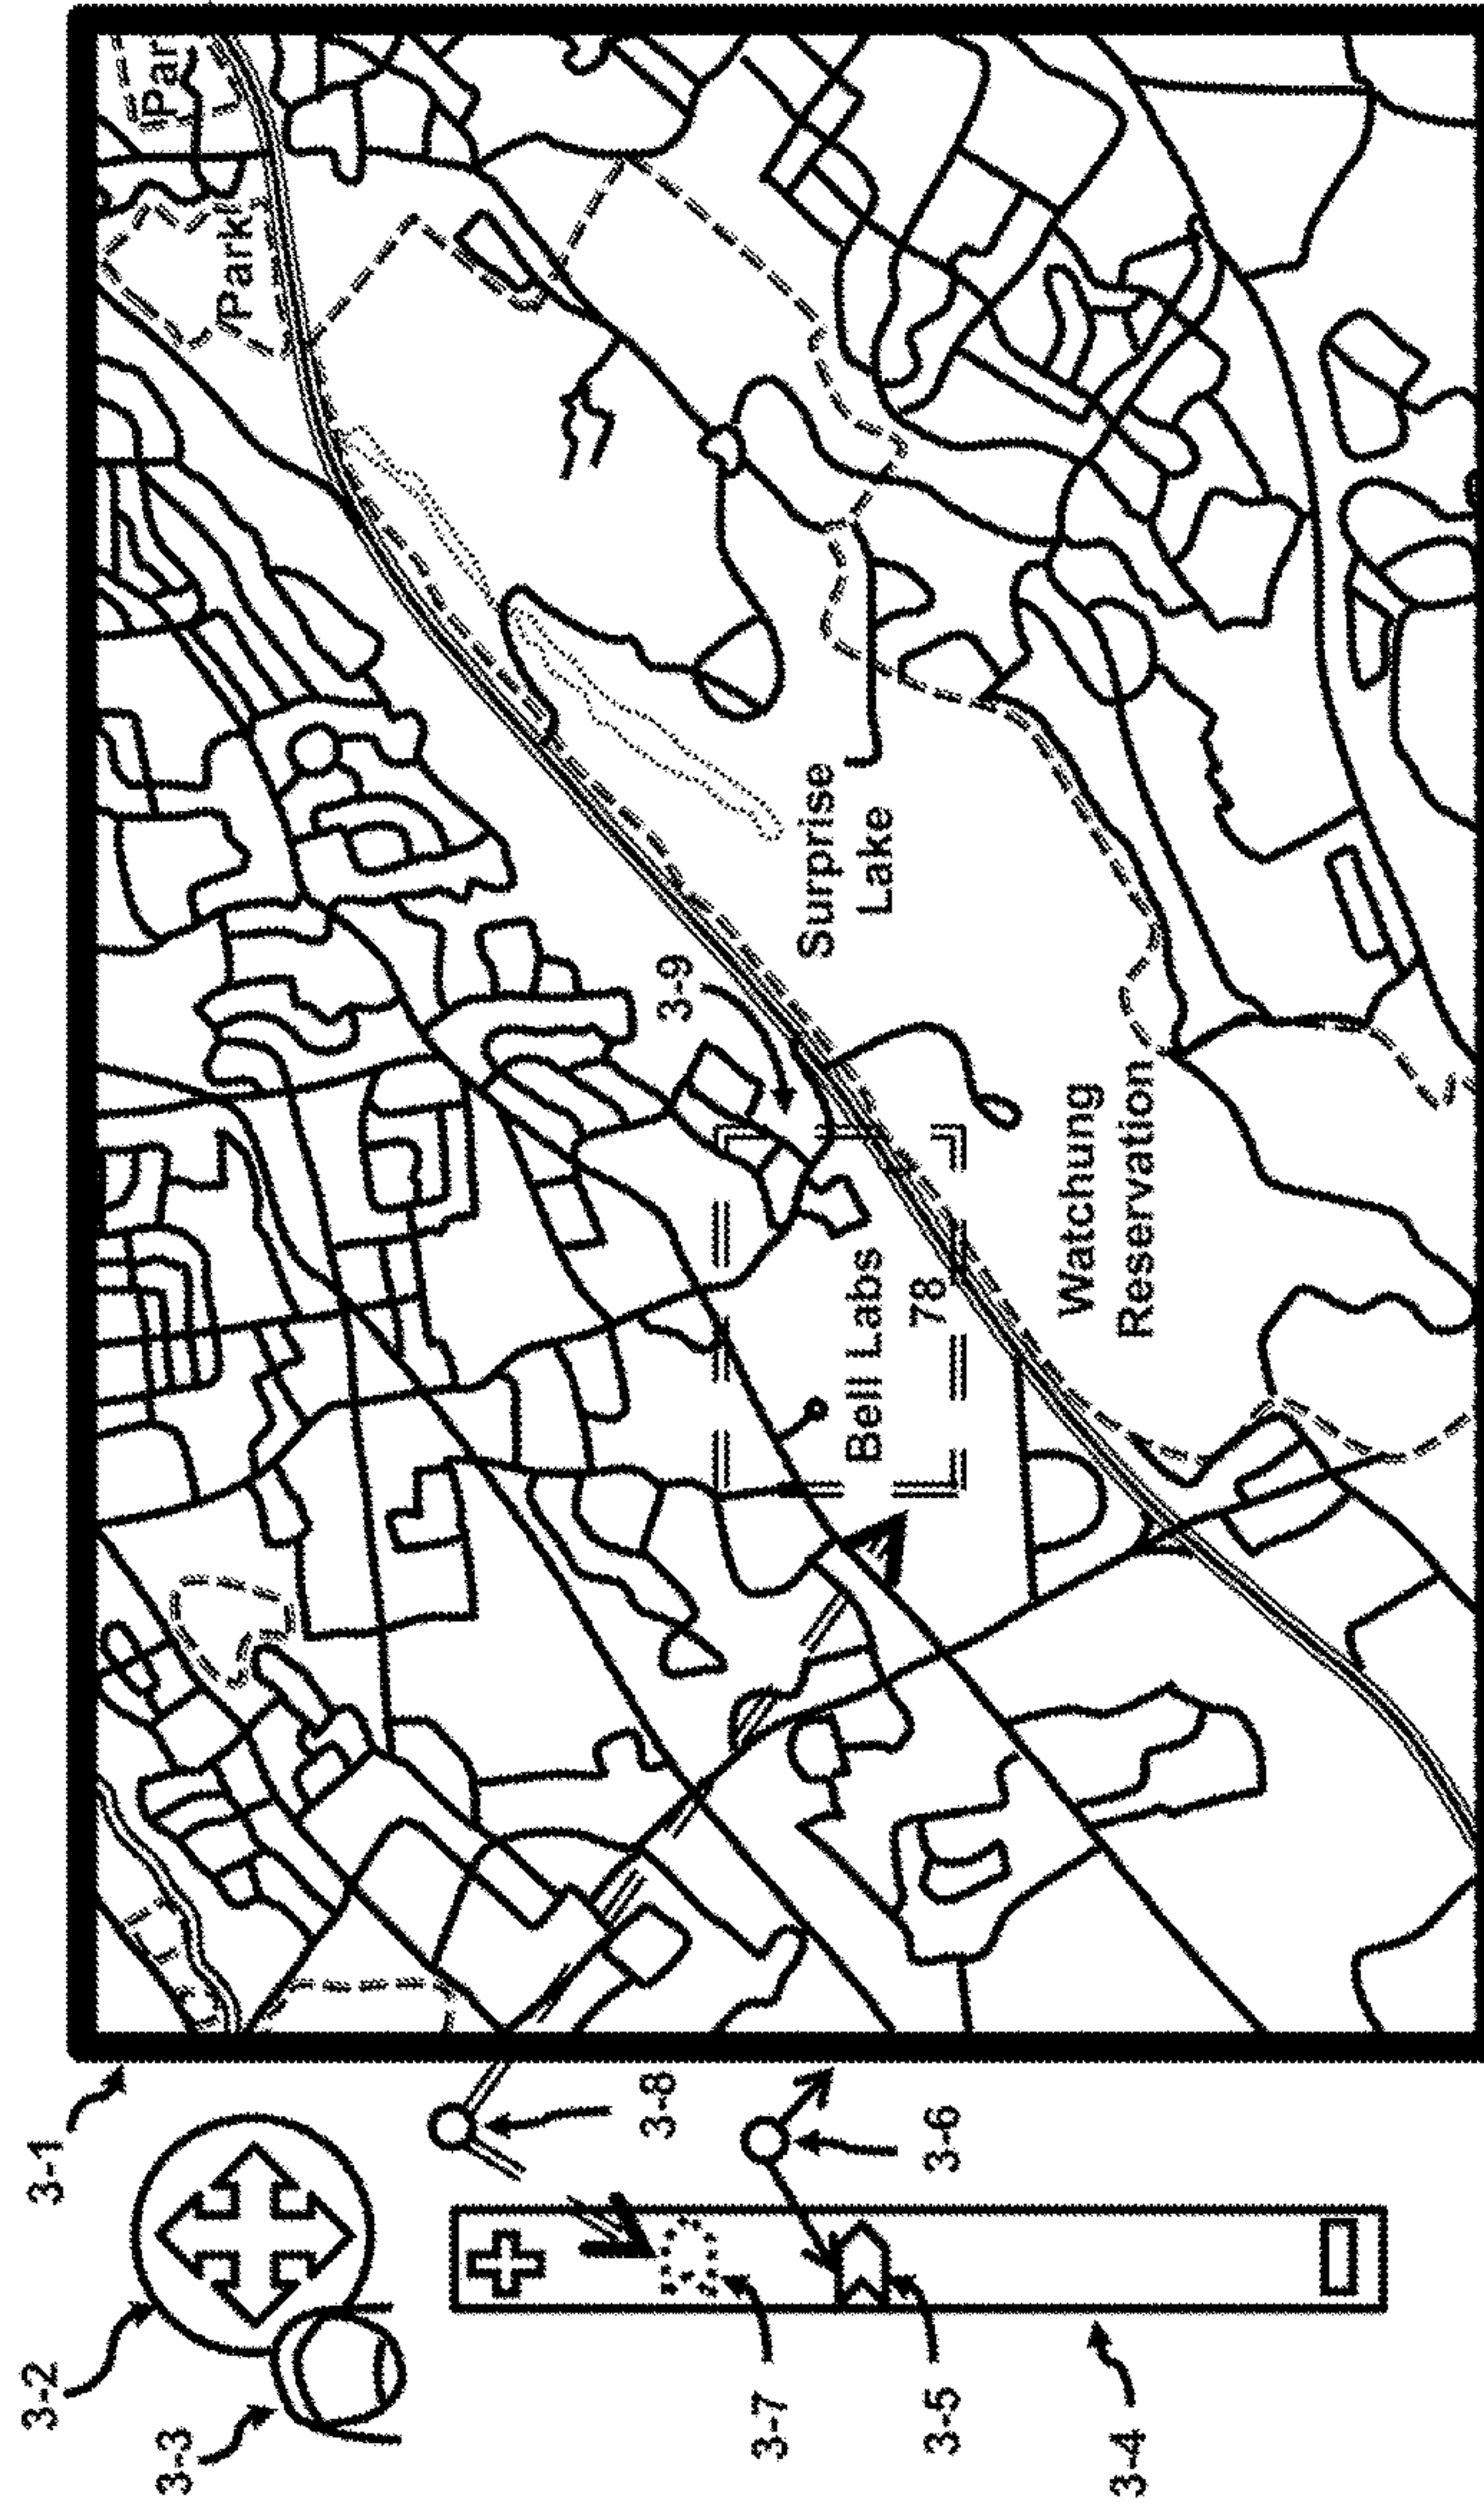 3-1
3-2
3-3
3-8
3-7
3-6
3-5
3-4
Park
Par
3-9
Surprise
Lake
Bell Labs
78
Watchung
Reservation